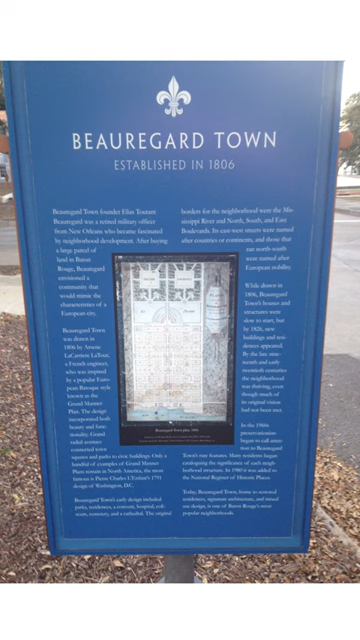 BEAUREGARD TOWN
ESTABLISHED IN 1806
Beauregard Town founder Elias Toutant
Beauregard was a retired military officer
from New Orleans who became fascinated
by neighborhood development. After buying
a large parcel of
land in Baton
Rouge, Beauregard
envisioned a
community that
would mimic the
characteristics of a
European city.
Beauregard Town
was drawn in
1806 by Arsene
LaCarriere LaTour,
a French engineer,
who was inspired
by a popular Euro-
pean Baroque style
known as the
Grand Manner
Plan. The design
incorporated both
beauty and func-
tionality. Grand
radial avenues
connected town
squares and parks to civic buildings. Only a
handful of examples of Grand Manner
Plans remain in North America, the most
famous is Pierre Charles L'Enfant's 1791
design of Washington, D.C.
Beauregard Town's early design included
parks, residences, a convent, hospital, coli-
seum, cemetery, and a cathedral. The original
borders for the neighborhood were the Mis-
sissippi River and North, South, and East
Boulevards. Its east-west streets were named
after countries or continents, and those that
ran north-south
were named after
European nobility.
While drawn in
1806, Beauregard
Town's houses and
structures were
slow to start, but
by 1826, new
buildings and resi-
dences appeared.
By the late nine-
teenth and early
twentieth centuries
the neighborhood
was thriving, even
though much of
its original vision
had not been met.
In the 1960s
preservationists
began to call atten-
tion to Beauregard
Town's rare features. Many residents began
cataloguing the significance of each neigh-
borhood structure. In 1980 it was added to
the National Register of Historic Places.
Today, Beauregard Town, home to restored
residences, signature architecture, and mixed
use design, is one of Baton Rouge's most
popular neighborhoods.
Beauregard Town plan, 1806